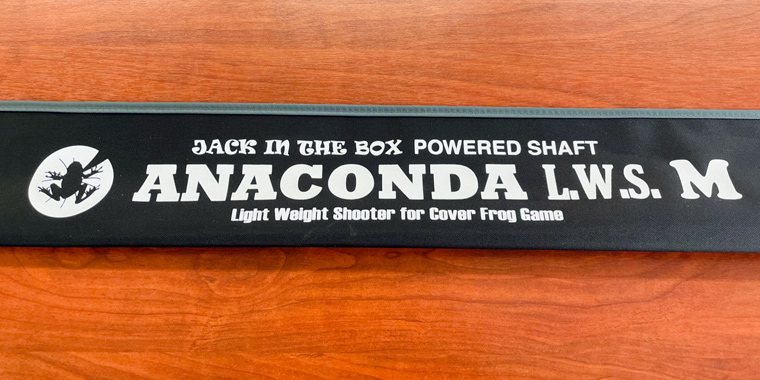 JACK IN THE BOX POWERED SHAFT
ANACONDA L.W.S. M
Light Weight Shooter for Cover Frog Game